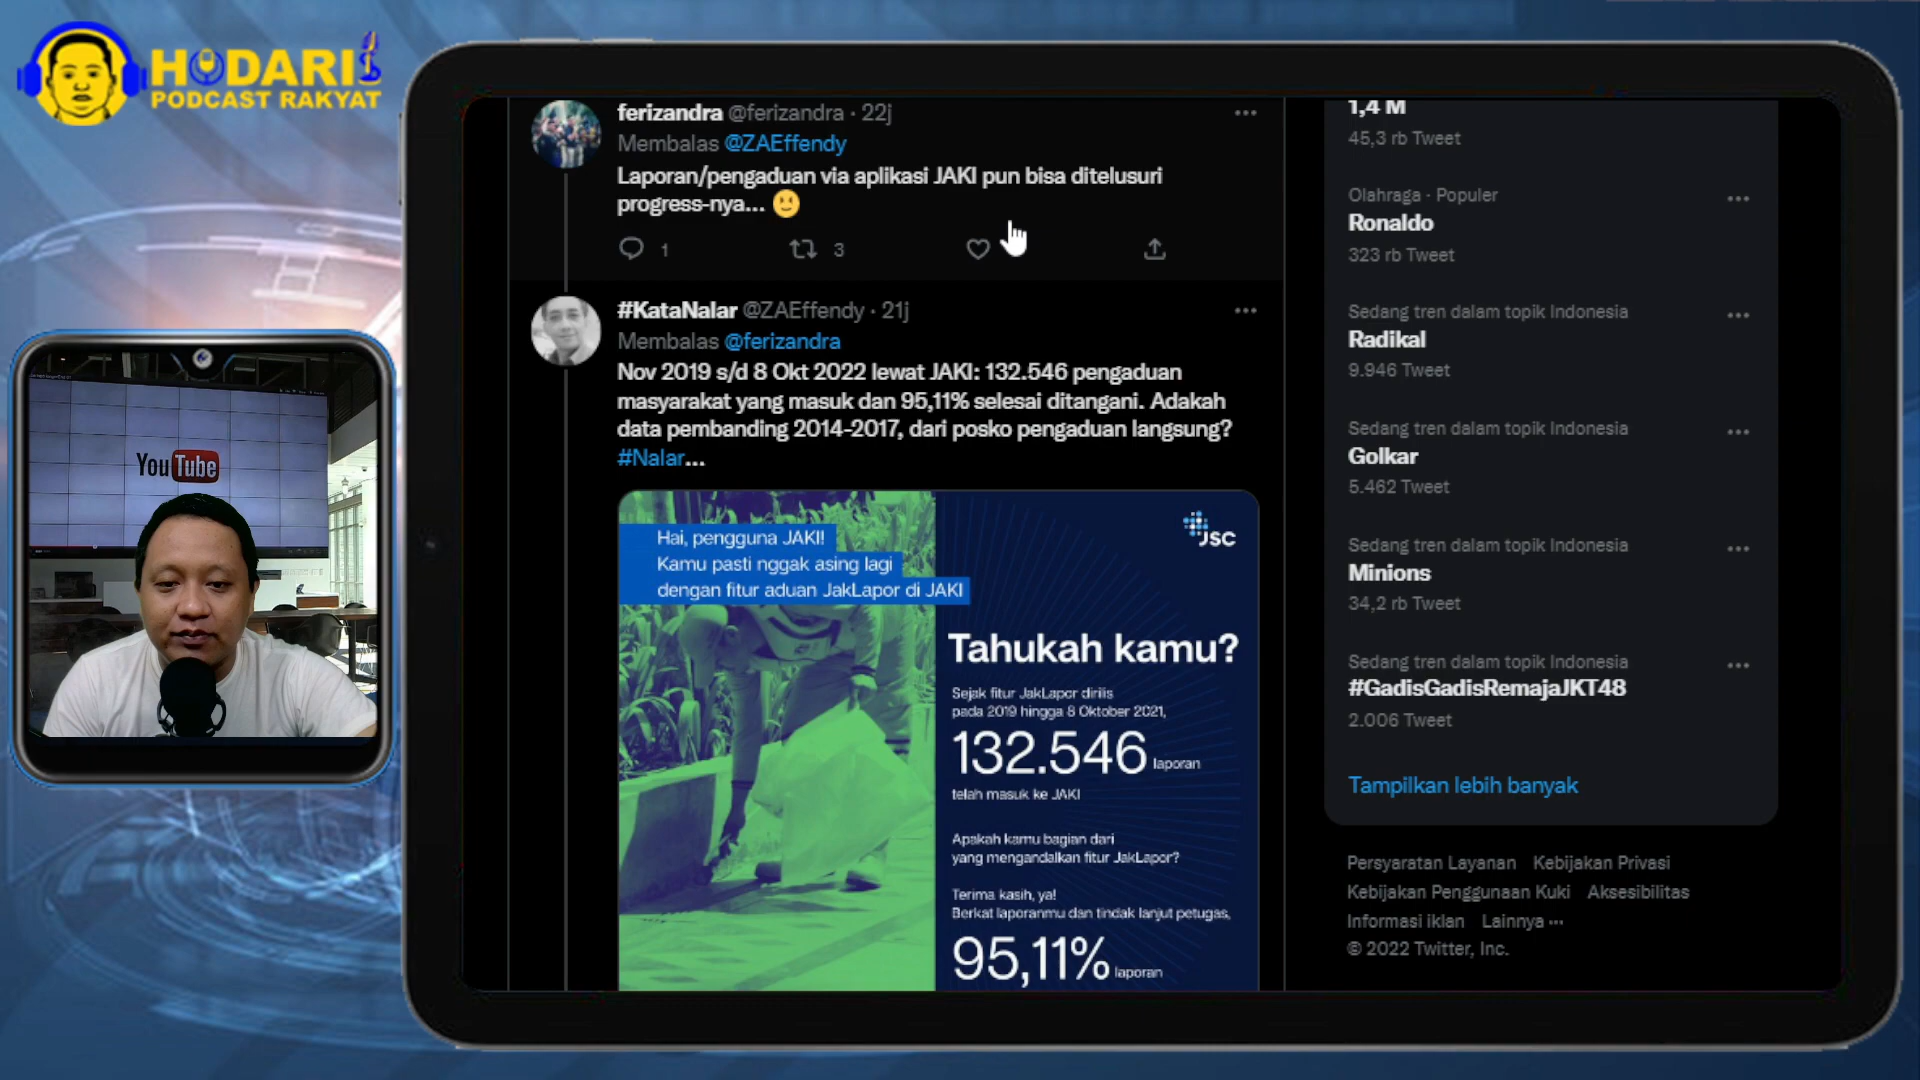 HODARI
PODCAST RAKYAT
YouTube
ferizandra @ferizandra · 22j
Membalas @ZAEffendy
Laporan/pengaduan via aplikasi JAKI pun bisa ditelusuri
progress-nya... 🙂
1
3
#KataNalar @ZAEffendy · 21j
Membalas @ferizandra
Nov 2019 s/d 8 Okt 2022 lewat JAKI: 132.546 pengaduan
masyarakat yang masuk dan 95,11% selesai ditangani. Adakah
data pembanding 2014-2017, dari posko pengaduan langsung?
#Nalar...
Hai, pengguna JAKI!
Kamu pasti nggak asing lagi
dengan fitur aduan JakLapor di JAKI
JSC
Tahukah kamu?
Sejak fitur JakLapor dirilis
pada 2019 hingga 8 Oktober 2021,
132.546 laporan
telah masuk ke JAKI
Apakah kamu bagian dari
yang mengandalkan fitur JakLapor?
Terima kasih, ya!
Berkat laporanmu dan tindak lanjut petugas,
95,11% laporan
1,4 M
45,3 rb Tweet
Olahraga · Populer
Ronaldo
323 rb Tweet
Sedang tren dalam topik Indonesia
Radikal
9.946 Tweet
Sedang tren dalam topik Indonesia
Golkar
5.462 Tweet
Sedang tren dalam topik Indonesia
Minions
34,2 rb Tweet
Sedang tren dalam topik Indonesia
#GadisGadisRemajaJKT48
2.006 Tweet
Tampilkan lebih banyak
Persyaratan Layanan Kebijakan Privasi
Kebijakan Penggunaan Kuki Aksesibilitas
Informasi iklan Lainnya ...
© 2022 Twitter, Inc.